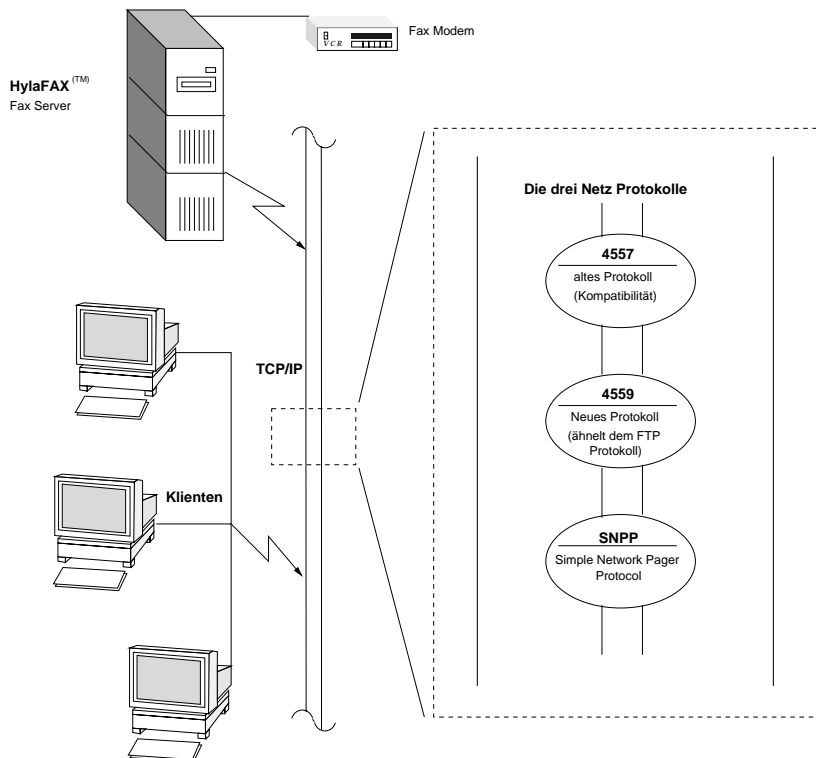 Fax Modem
VCR
HylaFAX (TM)
Fax Server
TCP/IP
Klienten
Die drei Netz Protokolle
4557
altes Protokoll
(Kompatibilität)
4559
Neues Protokoll
(ähnelt dem FTP
Protokoll)
SNPP
Simple Network Pager
Protocol